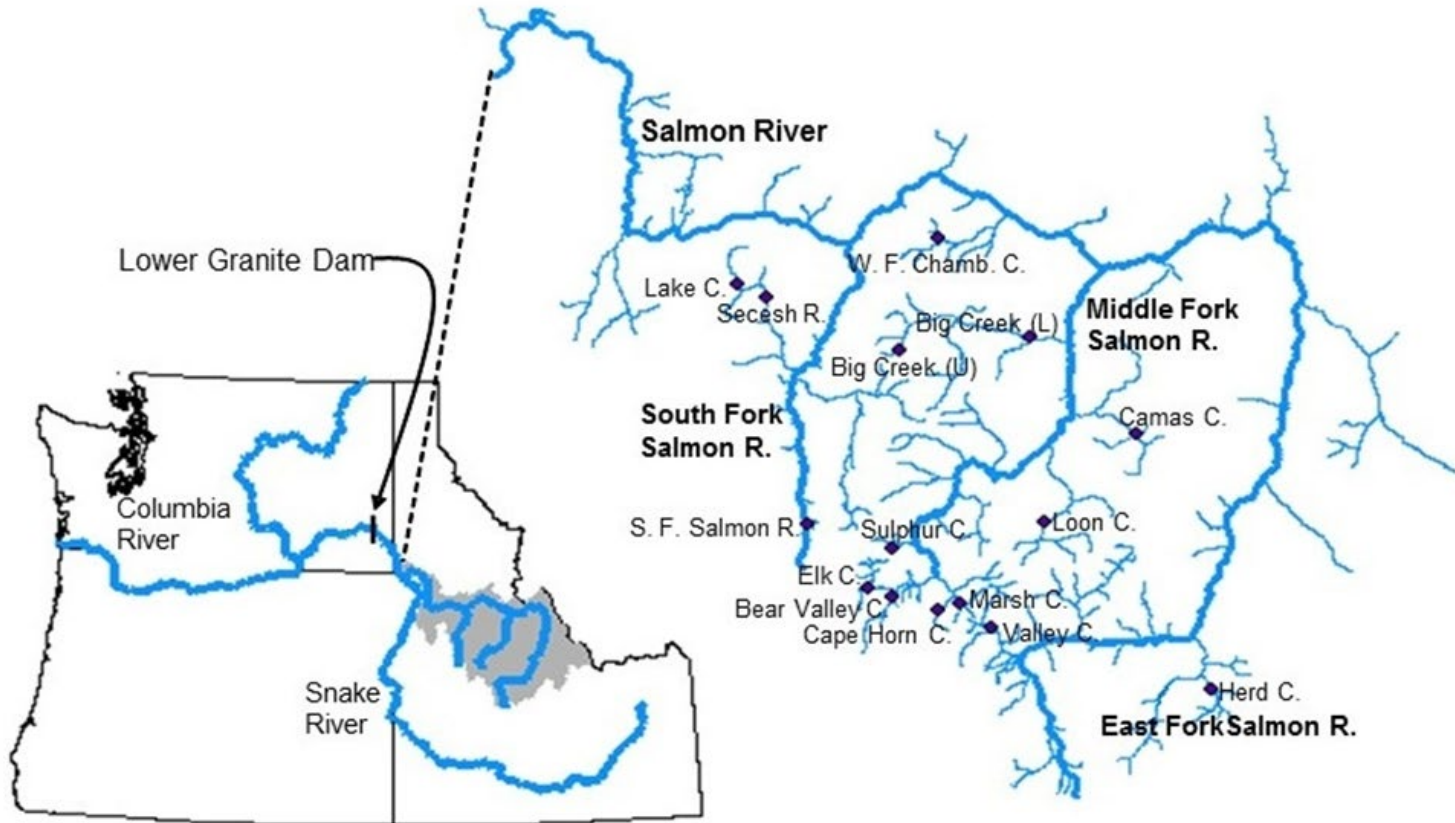 Salmon River
Lower Granite Dam
W. F. Chamb. C.
Lake C.
Secesh R.
Big Creek (L)
Middle Fork
Salmon R.
Big Creek (U)
South Fork
Salmon R.
Camas C.
Columbia
River
S. F. Salmon R.
Sulphur C.
Loon C.
Elk C.
Bear Valley C.
Marsh C.
Cape Horn C.
Valley C.
Snake
River
Herd C.
East Fork Salmon R.